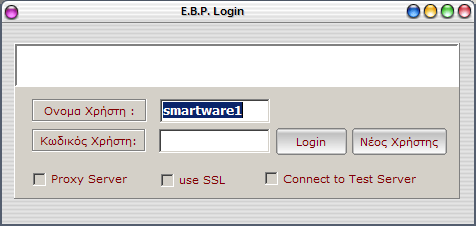 E.B.P. Login
Ονομα Χρήστη :
smartware1
Κωδικός Χρήστη:
Login
Νέος Χρήστης
Proxy Server
use SSL
Connect to Test Server